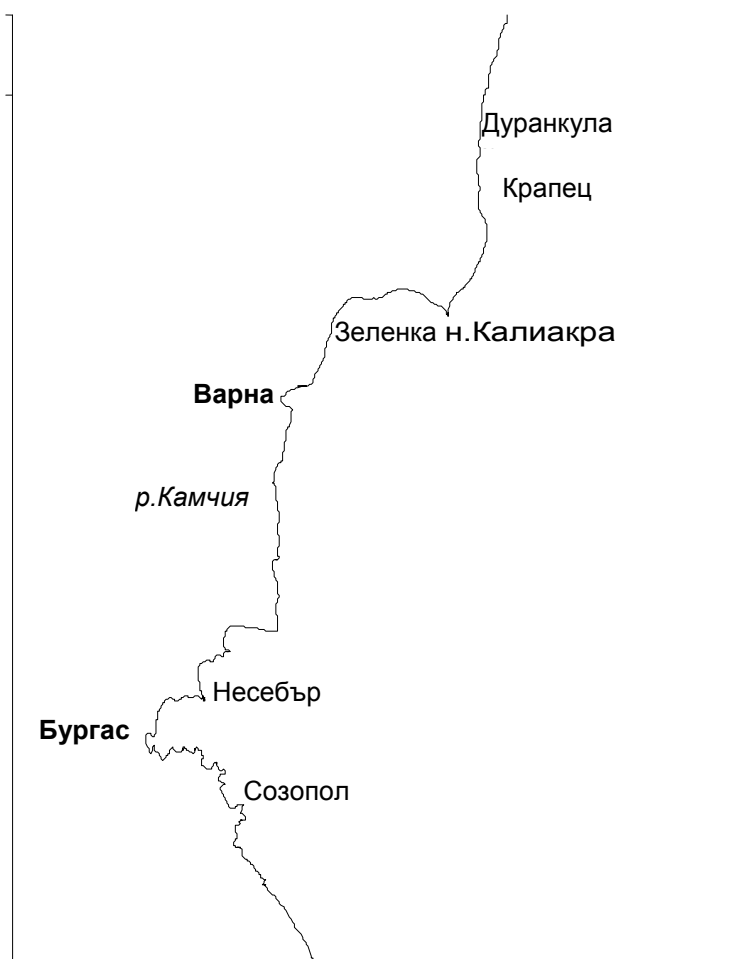 Дуранкула
Крапец
Зеленка н.Калиакра
Варна
р.Камчия
Несебър
Бургас
Созопол